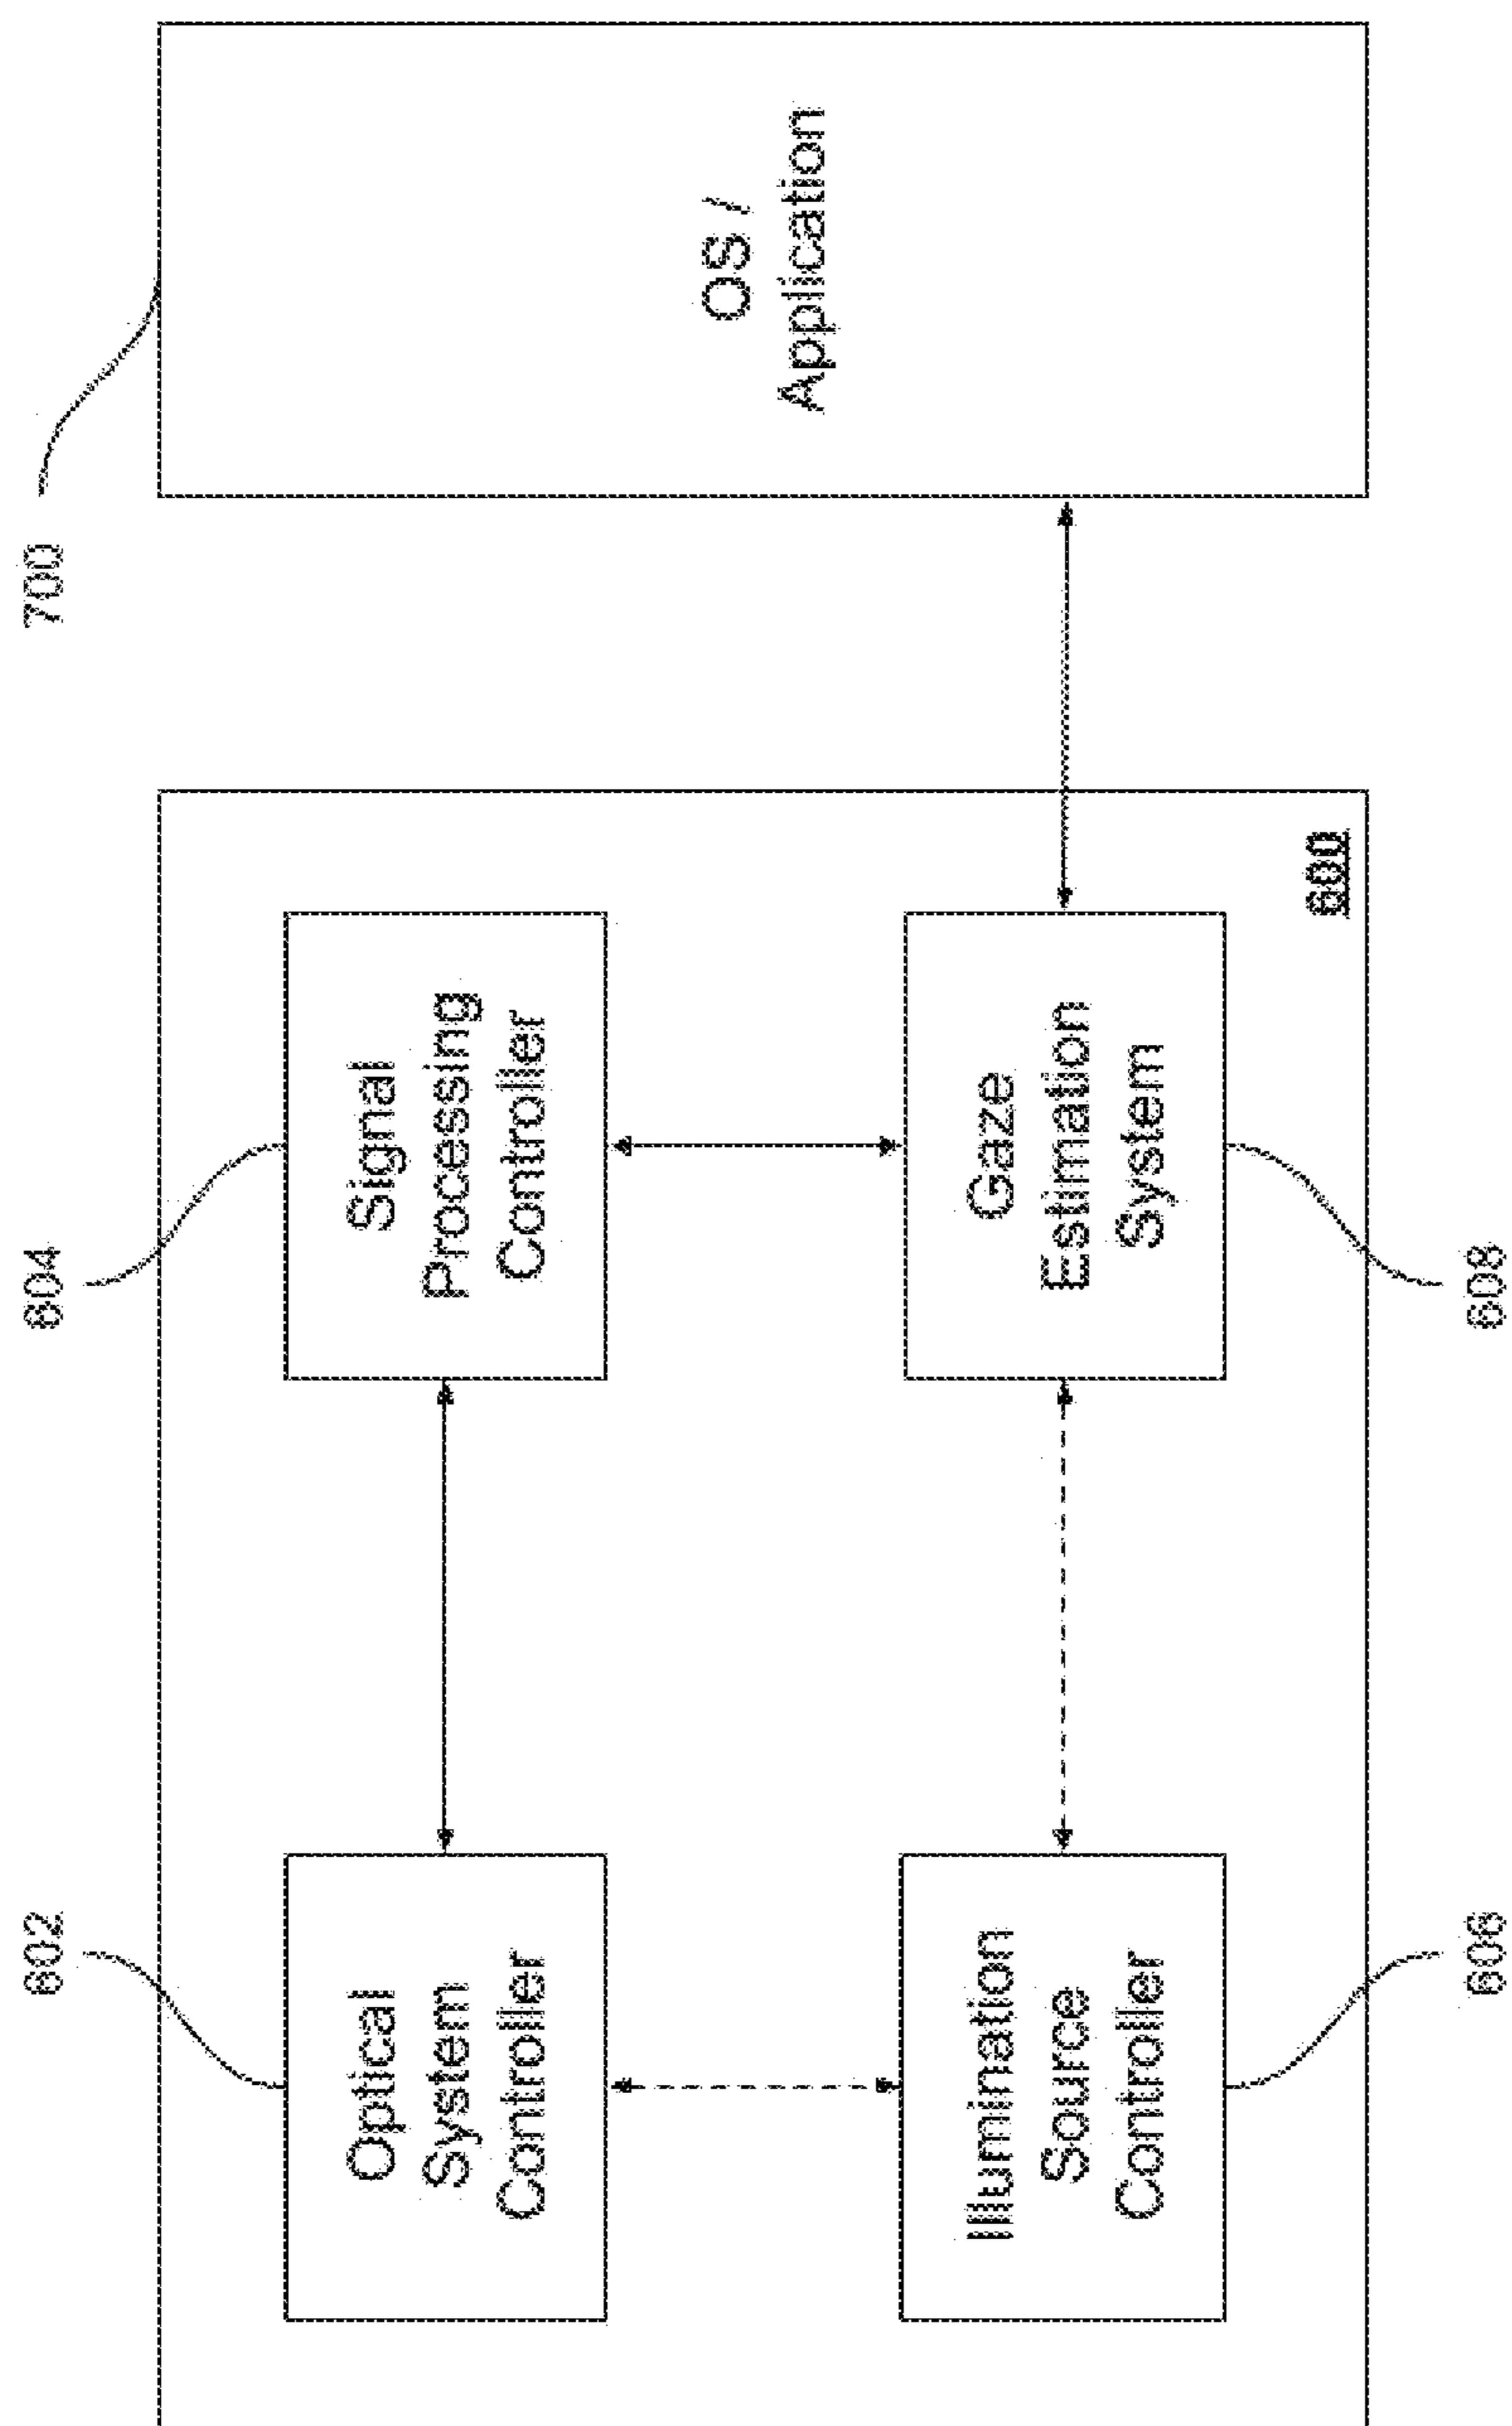 602
604
700
Optical
System
Controller
Signal
Processing
Controller
OS /
Application
Illumination
Source
Controller
Gaze
Estimation
System
600
606
608